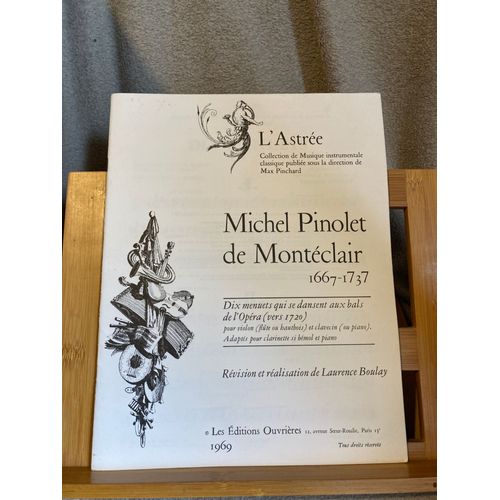 L'Astrée
Collection de Musique instrumentale
classique publiée sous la direction de
Max Pinchard
Michel Pinolet
de Montéclair
1667-1737
Dix menuets qui se dansent aux bals
de l'Opéra (vers 1720)
pour violon (flûte ou hautbois) et clavecin (ou piano).
Adaptés pour clarinette si bémol et piano
Révision et réalisation de Laurence Boulay
© Les Éditions Ouvrières 12, avenue Sœur-Rosalie, Paris 13e
1969 Tous droits réservés